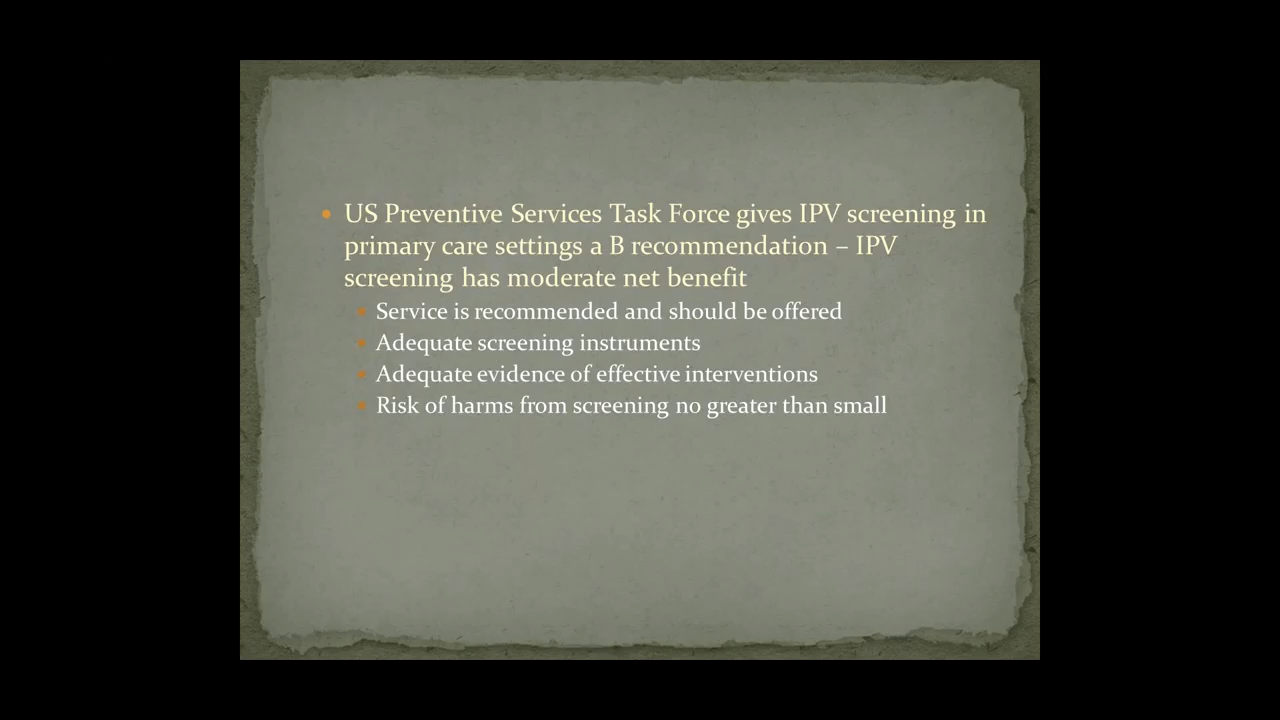 • US Preventive Services Task Force gives IPV screening in
primary care settings a B recommendation – IPV
screening has moderate net benefit
• Service is recommended and should be offered
• Adequate screening instruments
• Adequate evidence of effective interventions
• Risk of harms from screening no greater than small